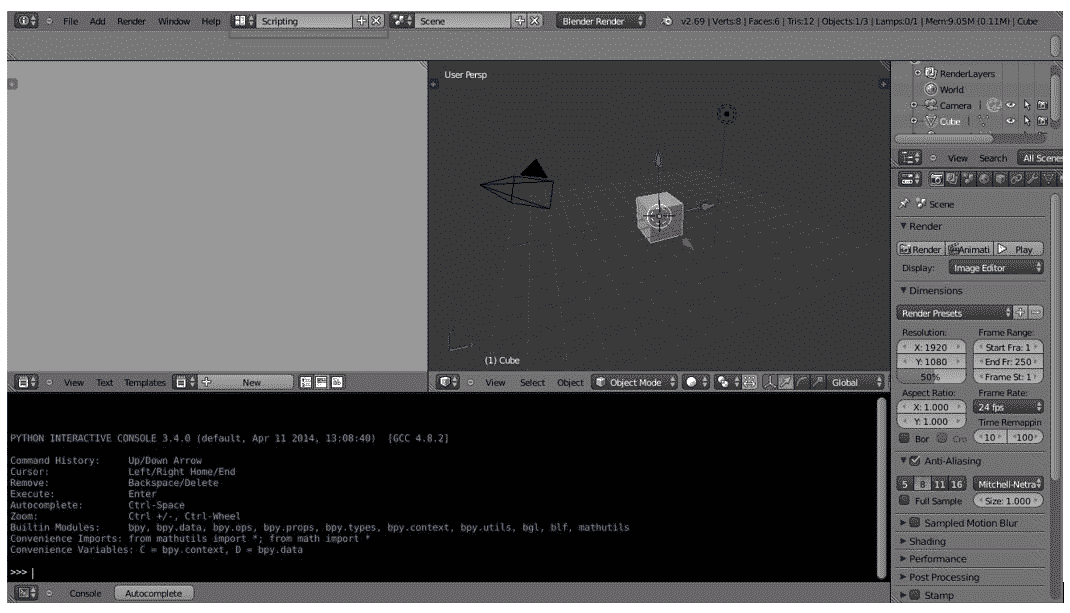 File Add Render Window Help Scripting Scene Blender Render v2.69 | Verts:8 | Faces:6 | Tris:12 | Objects:1/3 | Lamps:0/1 | Mem:9.05M (0.11M) | Cube
User Persp
RenderLayers
World
Camera
Cube
View Search All Scenes
Scene
Render
Render Animati Play
Display: Image Editor
Dimensions
Render Presets
Resolution: Frame Range:
X: 1920 Start Fra: 1
Y: 1080 End Fr: 250
50% Frame St: 1
Aspect Ratio: Frame Rate:
X: 1.000 24 fps
Y: 1.000 Time Remappin
Bor Cro 10 100
Anti-Aliasing
5 8 11 16 Mitchell-Netra
Full Sample Size: 1.000
Sampled Motion Blur
Shading
Performance
Post Processing
Stamp
(1) Cube
View Text Templates New
View Select Object Object Mode Global
PYTHON INTERACTIVE CONSOLE 3.4.0 (default, Apr 11 2014, 13:08:40) [GCC 4.8.2]
Command History: Up/Down Arrow
Cursor: Left/Right Home/End
Remove: Backspace/Delete
Execute: Enter
Autocomplete: Ctrl-Space
Zoom: Ctrl +/-, Ctrl-Wheel
Builtin Modules: bpy, bpy.data, bpy.ops, bpy.props, bpy.types, bpy.context, bpy.utils, bgl, blf, mathutils
Convenience Imports: from mathutils import *; from math import *
Convenience Variables: C = bpy.context, D = bpy.data
>>>
Console Autocomplete